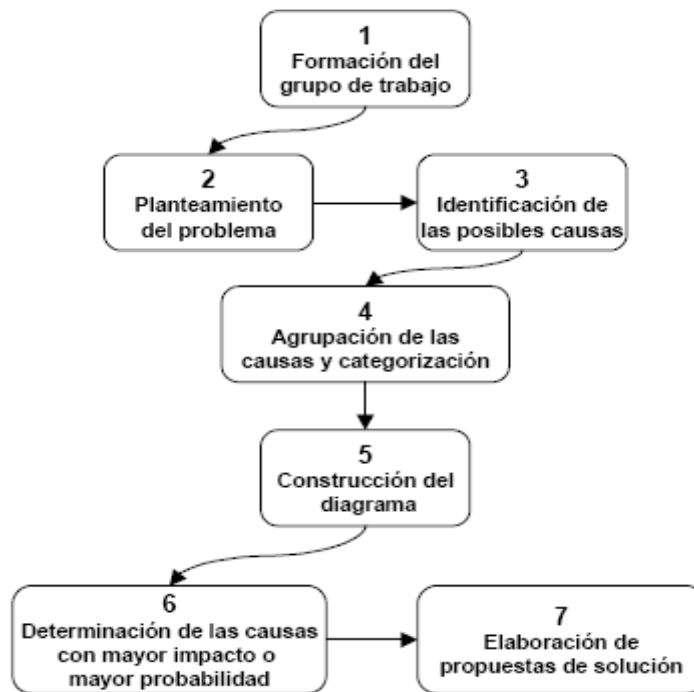 1
Formación del
grupo de trabajo
2
Planteamiento
del problema
3
Identificación de
las posibles causas
4
Agrupación de las
causas y categorización
5
Construcción del
diagrama
6
Determinación de las causas
con mayor impacto o
mayor probabilidad
7
Elaboración de
propuestas de solución